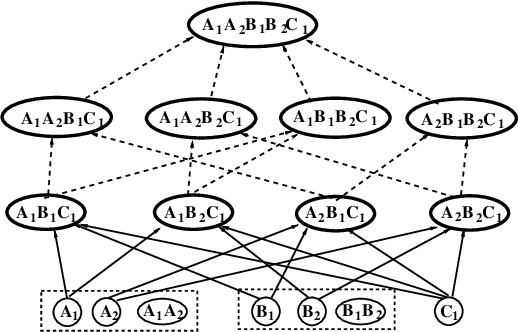 A₁A₂B₁B₂C₁
A₁A₂B₁C₁ A₁A₂B₂C₁ A₁B₁B₂C₁ A₂B₁B₂C₁
A₁B₁C₁ A₁B₂C₁ A₂B₁C₁ A₂B₂C₁
A₁ A₂ A₁A₂ B₁ B₂ B₁B₂ C₁